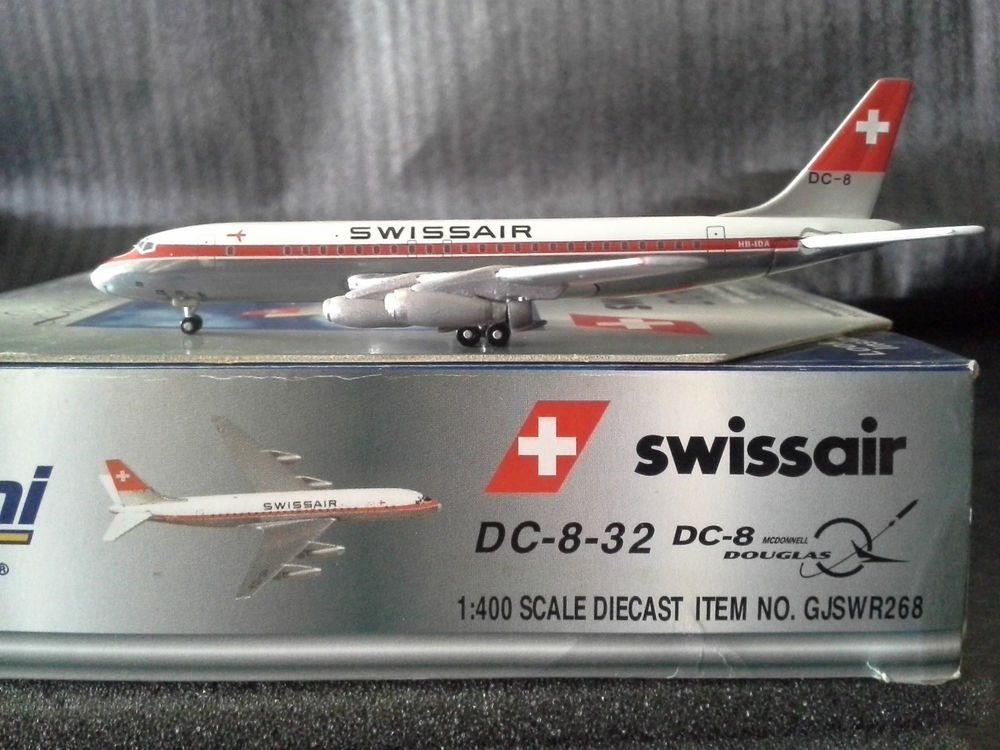 DC-8
SWISSAIR
HB-IDA
swissair
SWISSAIR
DC-8-32
DC-8
MCDONNELL
DOUGLAS
1:400 SCALE DIECAST ITEM NO. GJSWR268
®